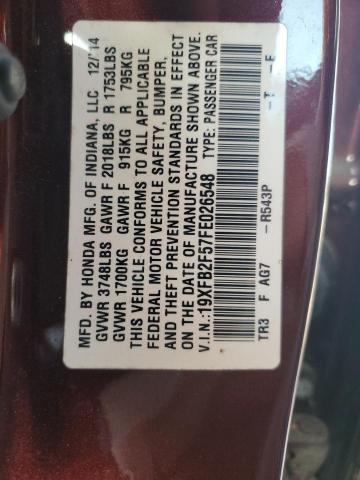 MFD. BY HONDA MFG. OF INDIANA, LLC 12/14
GVWR 3748LBS GAWR F 2018LBS R 1753LBS
GVWR 1700KG GAWR F 915KG R 795KG
THIS VEHICLE CONFORMS TO ALL APPLICABLE
FEDERAL MOTOR VEHICLE SAFETY, BUMPER,
AND THEFT PREVENTION STANDARDS IN EFFECT ON
THE DATE OF MANUFACTURE SHOWN ABOVE.
V.I.N.:19XFB2F57FE026548 TYPE: PASSENGER CAR
TR3 F AG7 -R543P -T -E